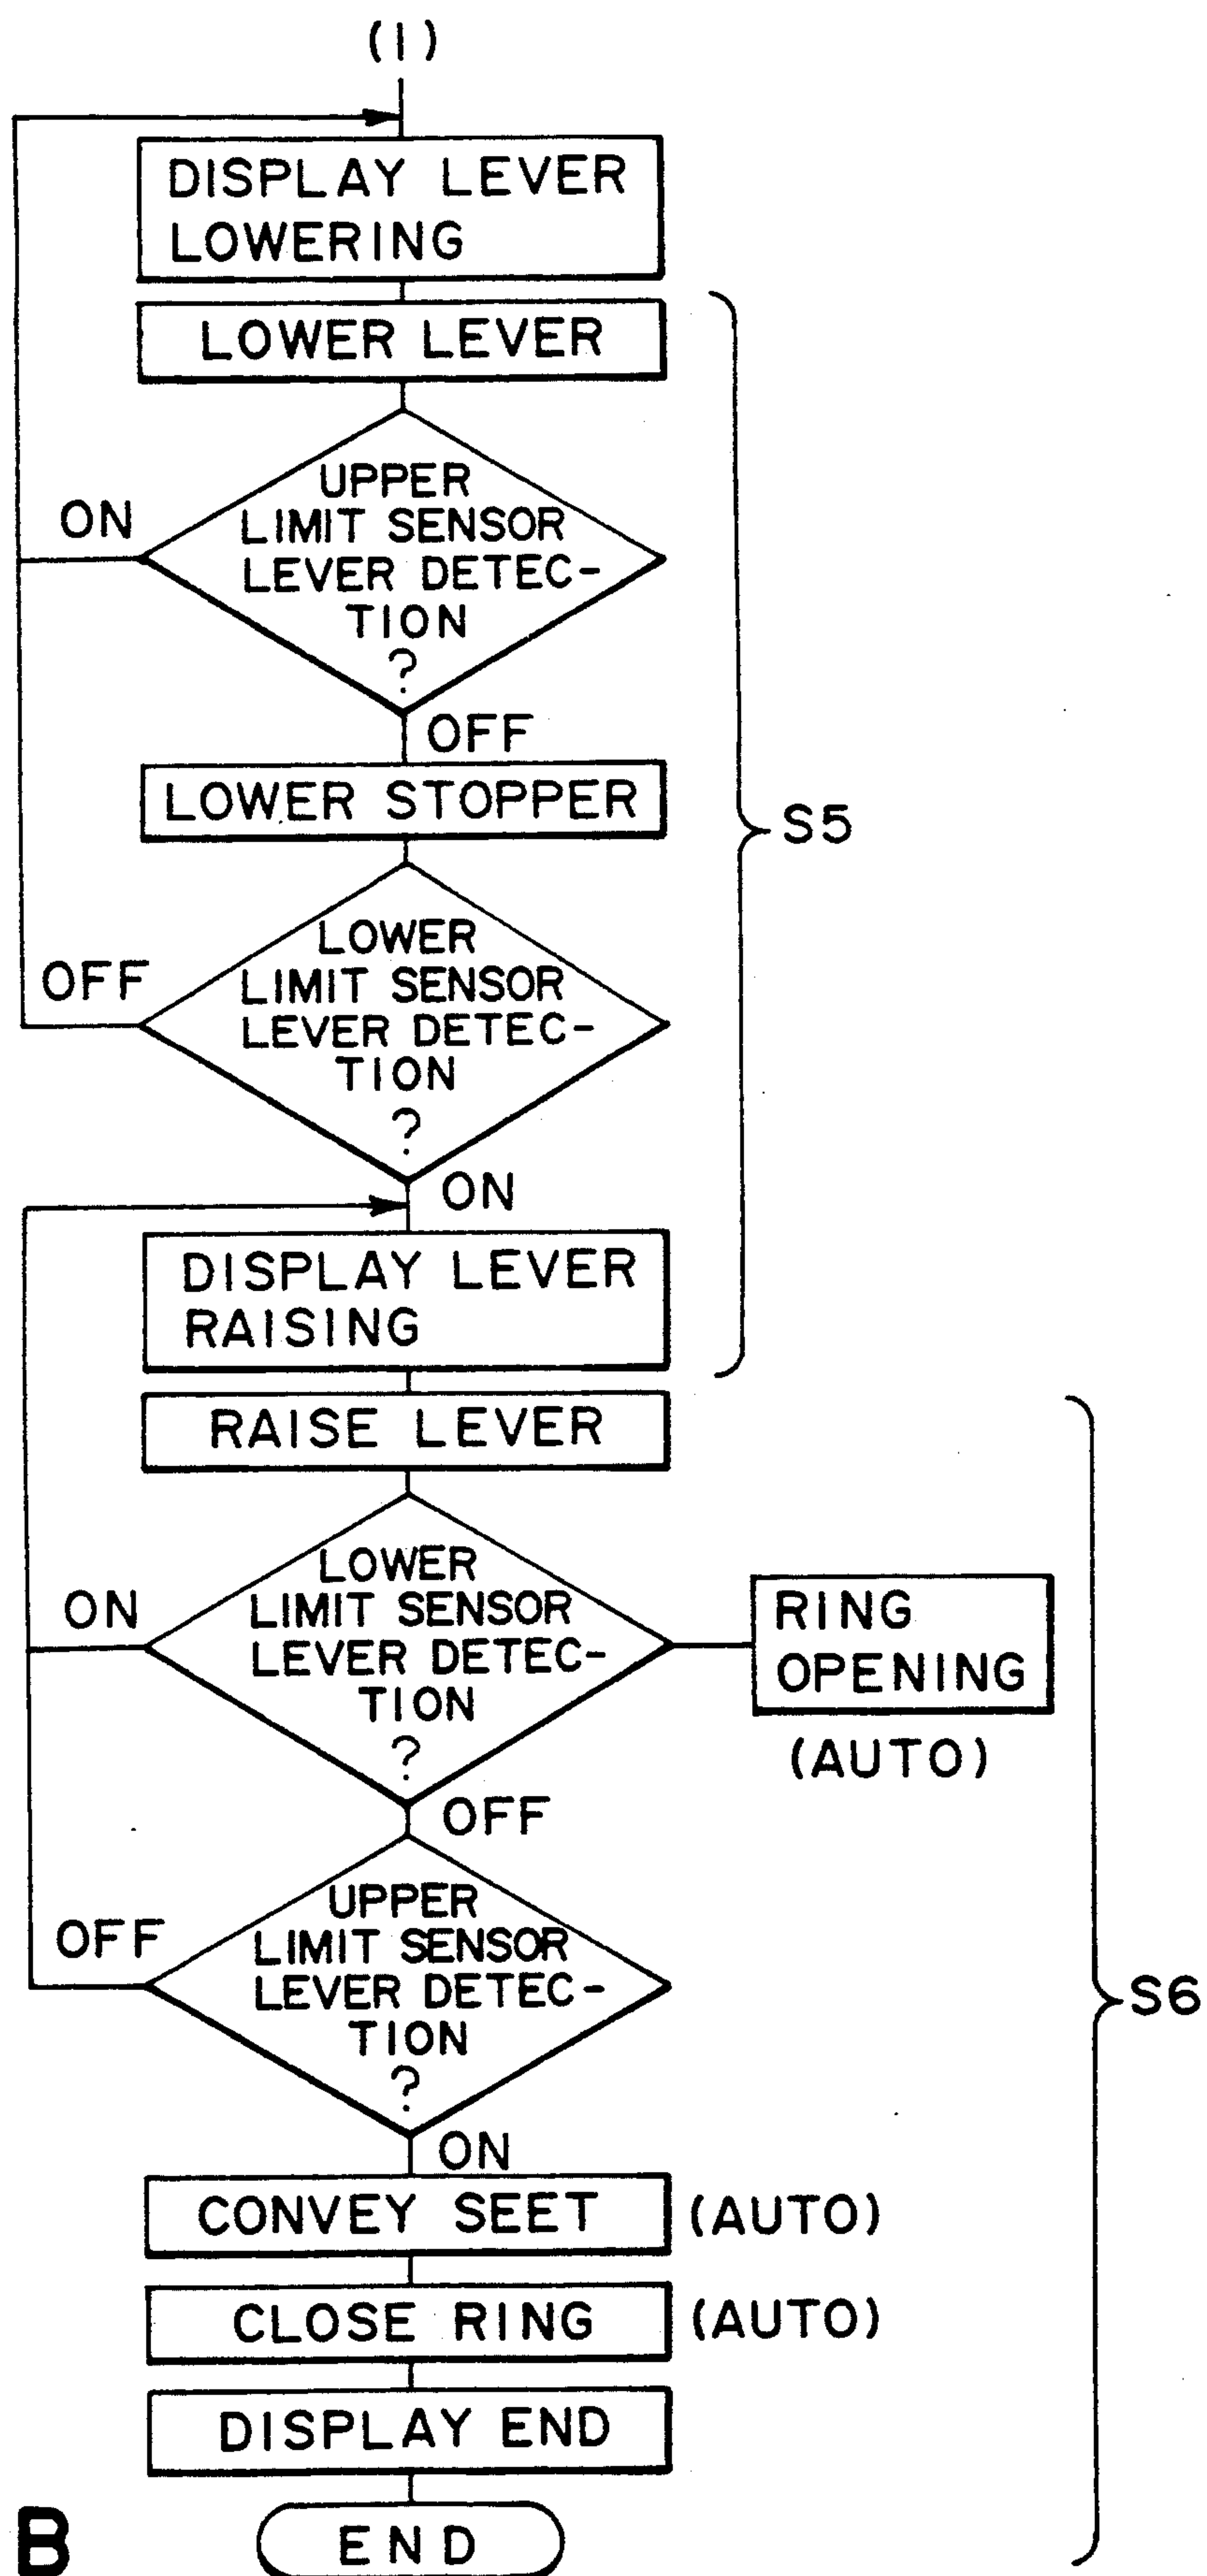 (1)
DISPLAY LEVER
LOWERING
LOWER LEVER
UPPER
LIMIT SENSOR
LEVER DETEC-
TION
?
ON
OFF
LOWER STOPPER
S5
LOWER
LIMIT SENSOR
LEVER DETEC-
TION
?
OFF
ON
DISPLAY LEVER
RAISING
RAISE LEVER
LOWER
LIMIT SENSOR
LEVER DETEC-
TION
?
ON
RING
OPENING
(AUTO)
OFF
UPPER
LIMIT SENSOR
LEVER DETEC-
TION
?
OFF
S6
ON
CONVEY SEET (AUTO)
CLOSE RING (AUTO)
DISPLAY END
END
B